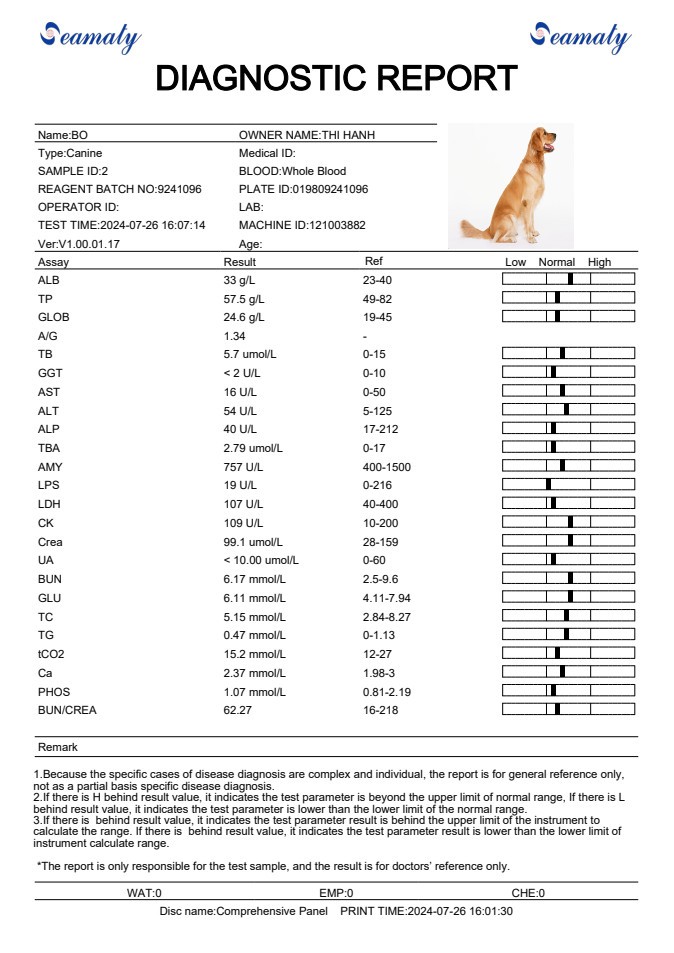 Seamaty Seamaty
DIAGNOSTIC REPORT
Name:BO OWNER NAME:THI HANH
Type:Canine Medical ID:
SAMPLE ID:2 BLOOD:Whole Blood
REAGENT BATCH NO:9241096 PLATE ID:019809241096
OPERATOR ID: LAB:
TEST TIME:2024-07-26 16:07:14 MACHINE ID:121003882
Ver:V1.00.01.17 Age:
Assay Result Ref Low Normal High
ALB 33 g/L 23-40
TP 57.5 g/L 49-82
GLOB 24.6 g/L 19-45
A/G 1.34 -
TB 5.7 umol/L 0-15
GGT < 2 U/L 0-10
AST 16 U/L 0-50
ALT 54 U/L 5-125
ALP 40 U/L 17-212
TBA 2.79 umol/L 0-17
AMY 757 U/L 400-1500
LPS 19 U/L 0-216
LDH 107 U/L 40-400
CK 109 U/L 10-200
Crea 99.1 umol/L 28-159
UA < 10.00 umol/L 0-60
BUN 6.17 mmol/L 2.5-9.6
GLU 6.11 mmol/L 4.11-7.94
TC 5.15 mmol/L 2.84-8.27
TG 0.47 mmol/L 0-1.13
tCO2 15.2 mmol/L 12-27
Ca 2.37 mmol/L 1.98-3
PHOS 1.07 mmol/L 0.81-2.19
BUN/CREA 62.27 16-218
Remark
1.Because the specific cases of disease diagnosis are complex and individual, the report is for general reference only,
not as a partial basis specific disease diagnosis.
2.If there is H behind result value, it indicates the test parameter is beyond the upper limit of normal range, If there is L
behind result value, it indicates the test parameter is lower than the lower limit of the normal range.
3.If there is behind result value, it indicates the test parameter result is behind the upper limit of the instrument to
calculate the range. If there is behind result value, it indicates the test parameter result is lower than the lower limit of
instrument calculate range.
*The report is only responsible for the test sample, and the result is for doctors’ reference only.
WAT:0 EMP:0 CHE:0
Disc name:Comprehensive Panel PRINT TIME:2024-07-26 16:01:30